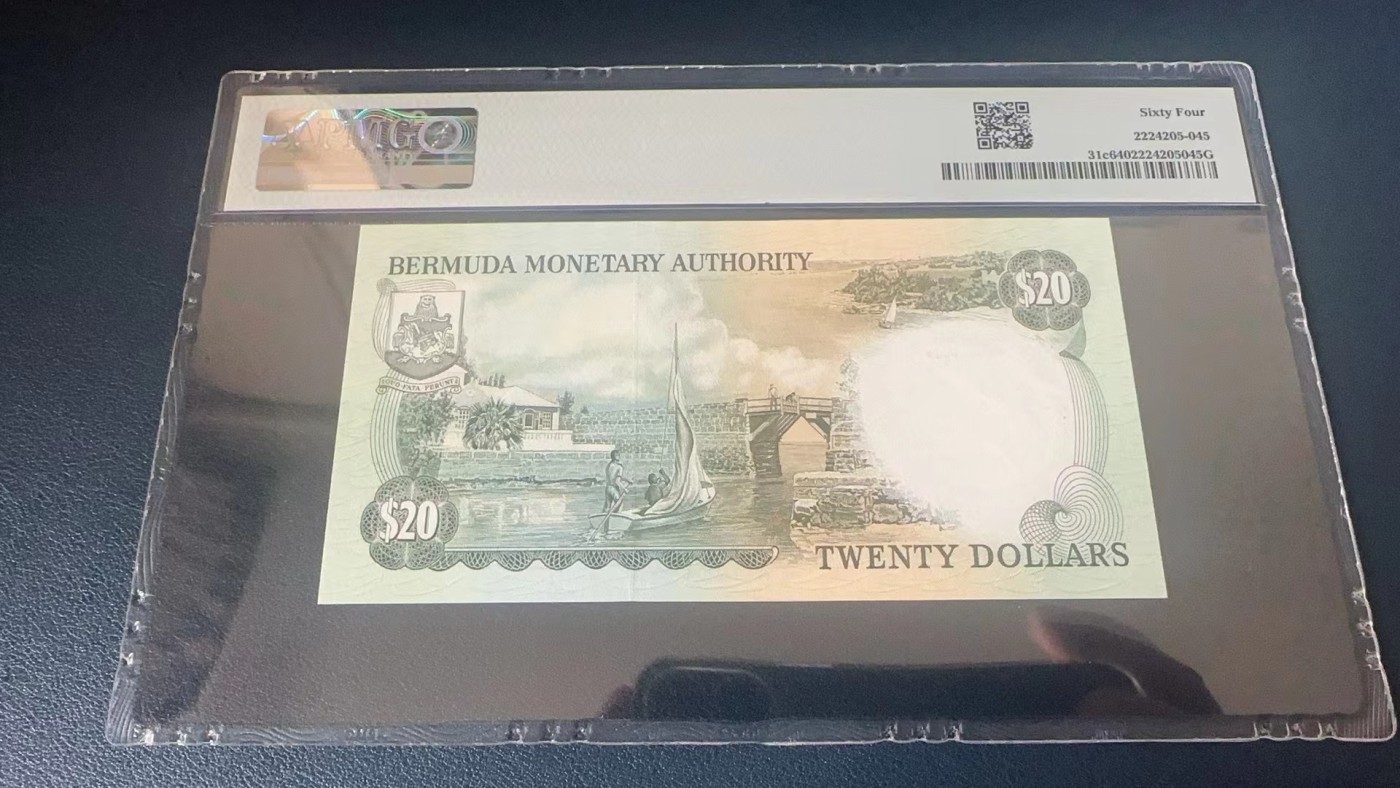 PMG
Sixty Four
2224205-045
31c6402224205045G
BERMUDA MONETARY AUTHORITY
$20
QUO FATA FERUNT
$20
TWENTY DOLLARS